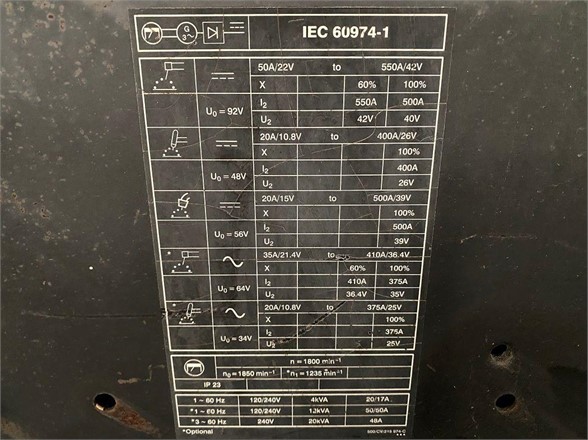 G
3~
IEC 60974-1
50A/22V to 550A/42V
X 60% 100%
U0 = 92V
I2 550A 500A
U2 42V 40V
20A/10.8V to 400A/26V
X 100%
U0 = 48V
I2 400A
U2 26V
20A/15V to 500A/39V
X 100%
U0 = 56V
I2 500A
U2 39V
* 35A/21.4V to 410A/36.4V
X 60% 100%
U0 = 64V
I2 410A 375A
U2 36.4V 35V
* 20A/10.8V to 375A/25V
X 100%
U0 = 34V
I2 375A
U2 25V
n = 1800 min-1
n0 = 1850 min-1 *n1 = 1235 min-1
IP 23
1 ~ 60 Hz 120/240V 4kVA 20/17A
*1 ~ 60 Hz 120/240V 12kVA 50/50A
*3 ~ 60 Hz 240V 20kVA 48A
*Optional